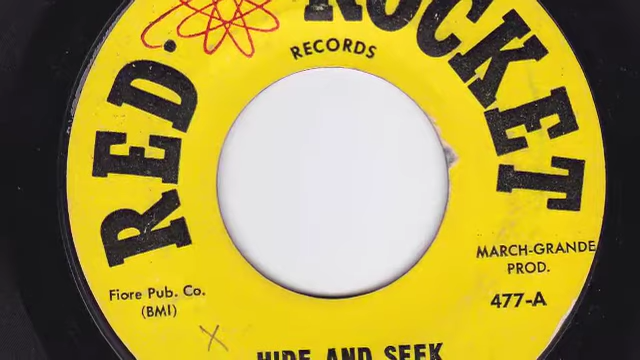 RED ROCKET
RECORDS
MARCH-GRANDE
PROD.
Fiore Pub. Co.
(BMI)
477-A
X
HIDE AND SEEK